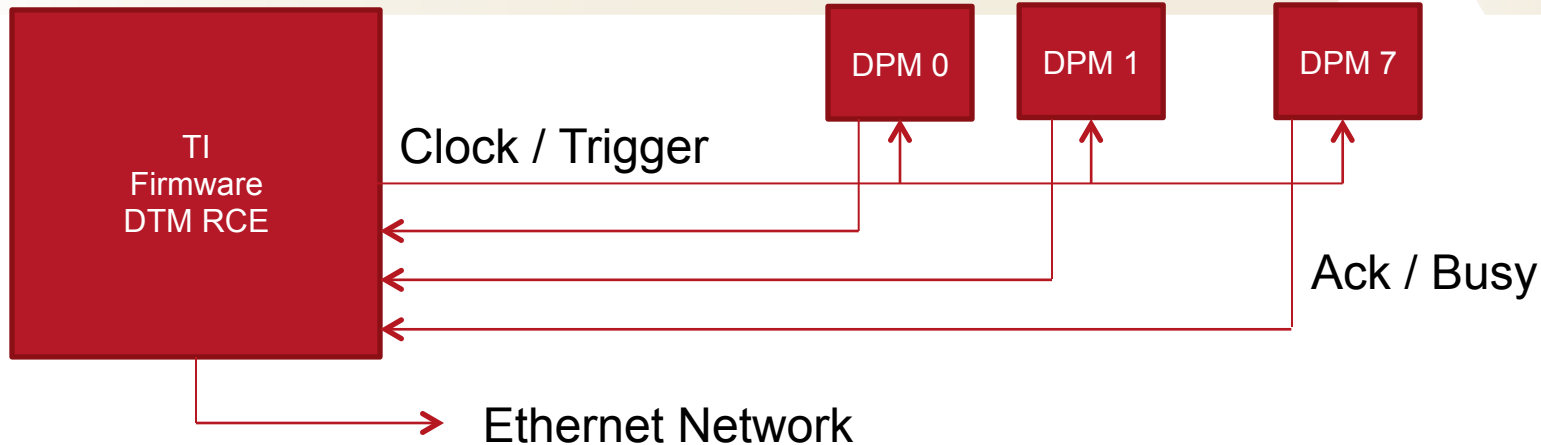 DPM 0
DPM 1
DPM 7
TI
Firmware
DTM RCE
Clock / Trigger
Ack / Busy
Ethernet Network